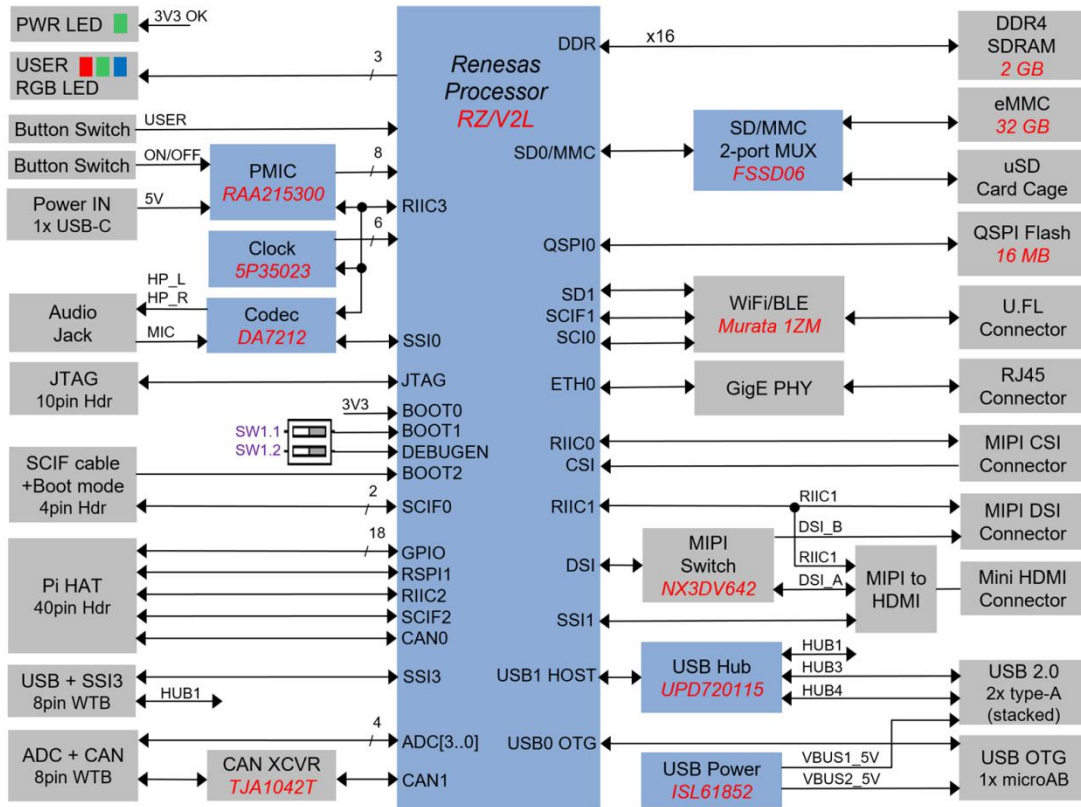 PWR LED
3V3 OK
USER
RGB LED
3
Button Switch
USER
Button Switch
ON/OFF
PMIC
RAA215300
8
Power IN
1x USB-C
5V
RIIC3
6
Clock
5P35023
HP_L
HP_R
Audio
Jack
MIC
Codec
DA7212
SSI0
JTAG
10pin Hdr
JTAG
3V3
BOOT0
SW1.1
BOOT1
SW1.2
DEBUGEN
BOOT2
SCIF cable
+Boot mode
4pin Hdr
2
SCIF0
Pi HAT
40pin Hdr
18
GPIO
RSPI1
RIIC2
SCIF2
CAN0
USB + SSI3
8pin WTB
HUB1
SSI3
ADC + CAN
8pin WTB
4
ADC[3..0]
CAN XCVR
TJA1042T
CAN1
Renesas
Processor
RZ/V2L
DDR
x16
DDR4
SDRAM
2 GB
SD0/MMC
SD/MMC
2-port MUX
FSSD06
eMMC
32 GB
uSD
Card Cage
QSPI0
QSPI Flash
16 MB
SD1
SCIF1
SCI0
WiFi/BLE
Murata 1ZM
U.FL
Connector
ETH0
GigE PHY
RJ45
Connector
RIIC0
CSI
MIPI CSI
Connector
RIIC1
RIIC1
MIPI DSI
Connector
DSI_B
DSI
MIPI
Switch
NX3DV642
RIIC1
DSI_A
MIPI to
HDMI
Mini HDMI
Connector
SSI1
USB1 HOST
USB Hub
UPD720115
HUB1
HUB3
HUB4
USB 2.0
2x type-A
(stacked)
USB0 OTG
USB Power
ISL61852
VBUS1_5V
VBUS2_5V
USB OTG
1x microAB